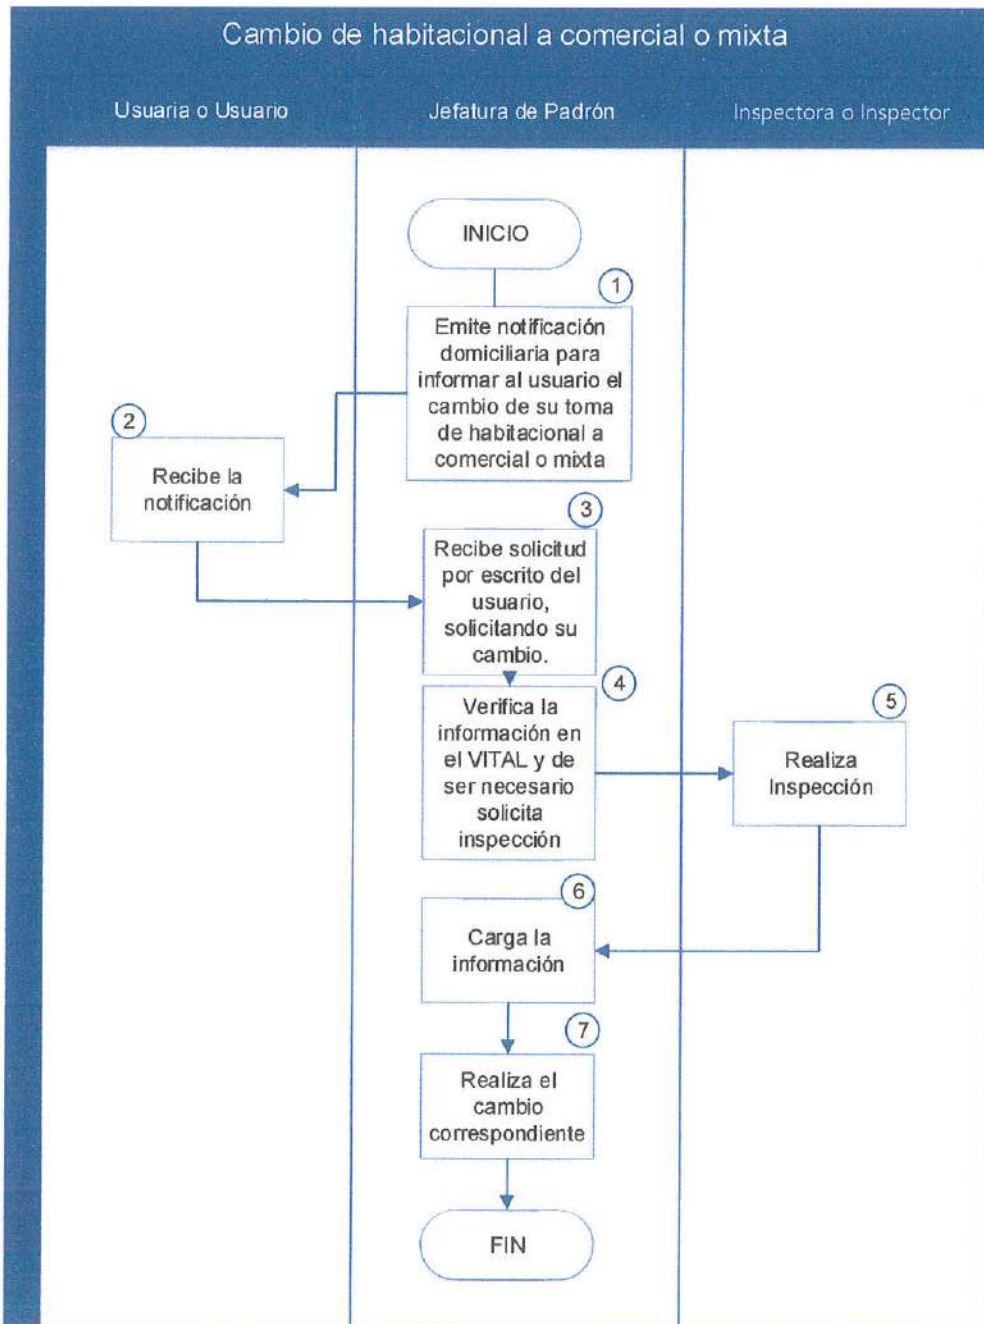 Cambio de habitacional a comercial o mixta
Usuaria o Usuario
Jefatura de Padrón
Inspectora o Inspector
INICIO
1
Emite notificación
domiciliaria para
informar al usuario el
cambio de su toma
de habitacional a
comercial o mixta
2
Recibe la
notificación
3
Recibe solicitud
por escrito del
usuario,
solicitando su
cambio.
4
Verifica la
información en
el VITAL y de
ser necesario
solicita
inspección
5
Realiza
Inspección
6
Carga la
información
7
Realiza el
cambio
correspondiente
FIN